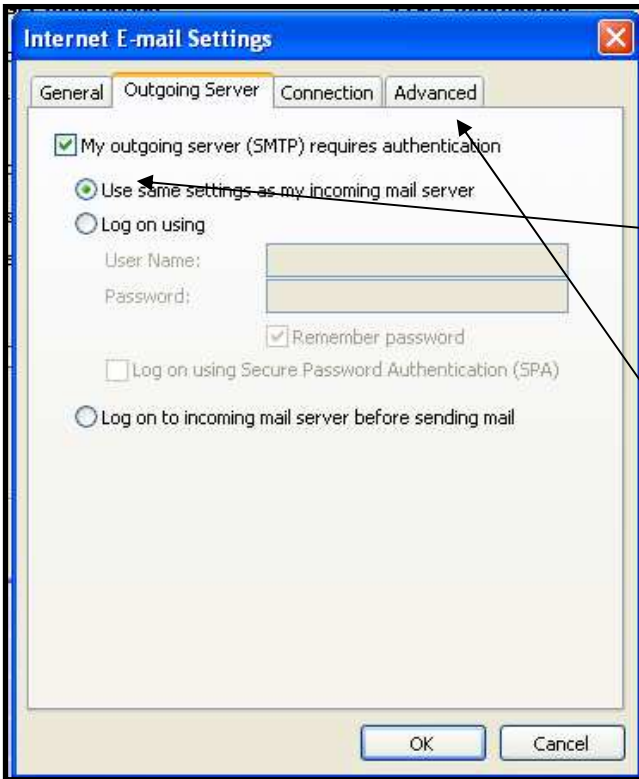 Internet E-mail Settings
General Outgoing Server Connection Advanced
My outgoing server (SMTP) requires authentication
Use same settings as my incoming mail server
Log on using
User Name:
Password:
Remember password
Log on using Secure Password Authentication (SPA)
Log on to incoming mail server before sending mail
OK Cancel